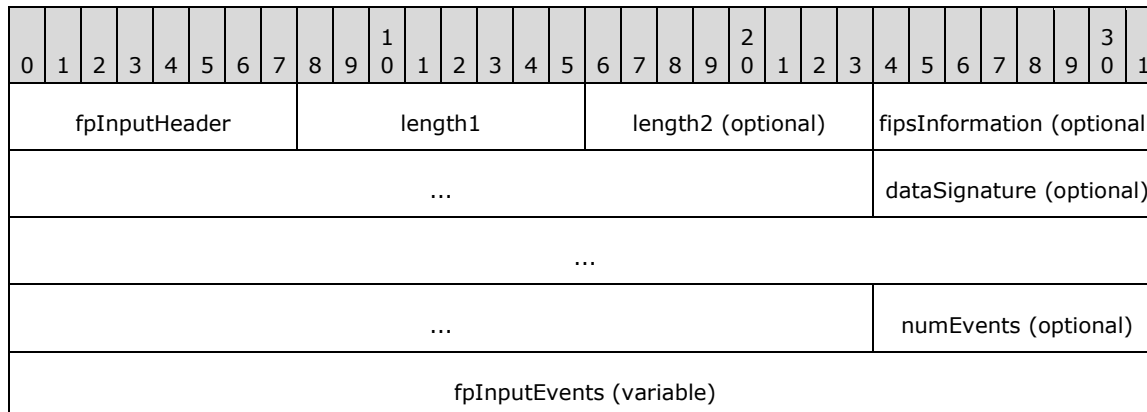 1 2 3
0 1 2 3 4 5 6 7 8 9 0 1 2 3 4 5 6 7 8 9 0 1 2 3 4 5 6 7 8 9 0 1
fpInputHeader length1 length2 (optional) fipsInformation (optional
... dataSignature (optional)
...
... numEvents (optional)
fpInputEvents (variable)